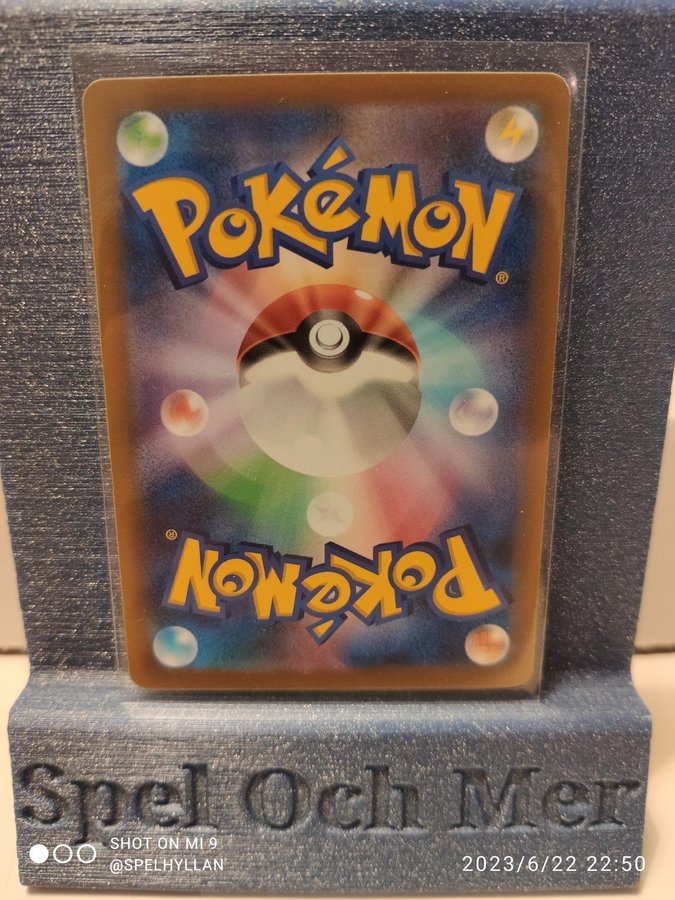 POKéMON
®
®
POKéMON
Spel Och Mer
SHOT ON MI 9
@SPELHYLLAN
2023/6/22 22:50